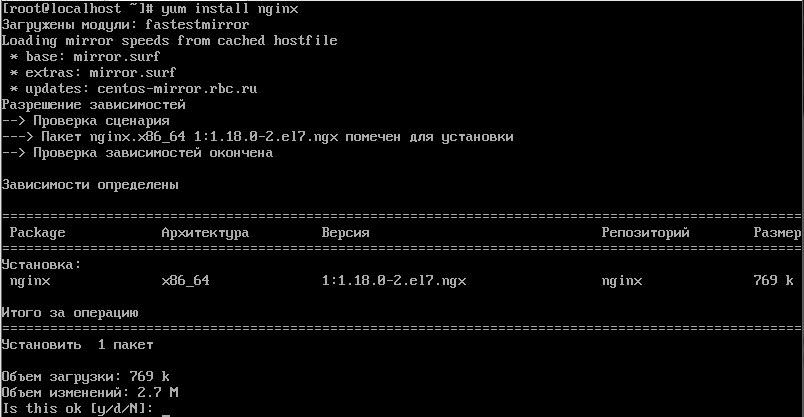 [root@localhost ~]# yum install nginx
Загружены модули: fastestmirror
Loading mirror speeds from cached hostfile
 * base: mirror.surf
 * extras: mirror.surf
 * updates: centos-mirror.rbc.ru
Разрешение зависимостей
--> Проверка сценария
---> Пакет nginx.x86_64 1:1.18.0-2.el7.ngx помечен для установки
--> Проверка зависимостей окончена
Зависимости определены
================================================================================
 Package Архитектура Версия Репозиторий Размер
================================================================================
Установка:
 nginx x86_64 1:1.18.0-2.el7.ngx nginx 769 k
Итого за операцию
================================================================================
Установить  1 пакет
Объем загрузки: 769 k
Объем изменений: 2.7 M
Is this ok [y/d/N]: _